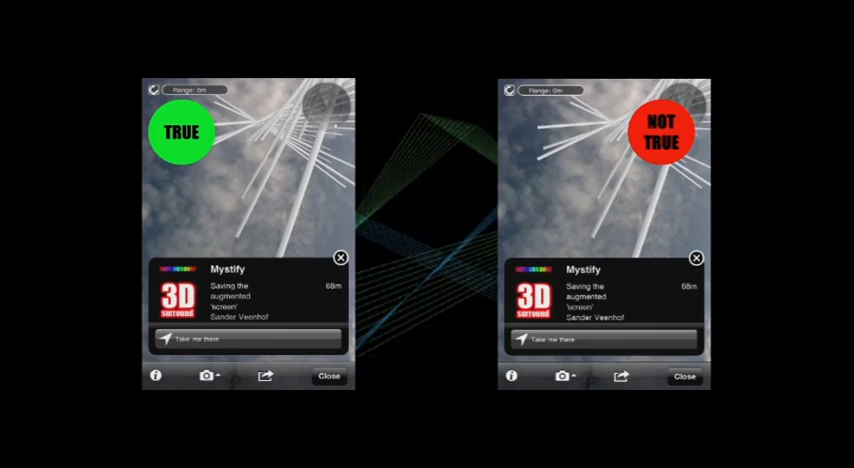 Range: 0m
TRUE
Mystify
Saving the
augmented
'screen'
Sander Veenhof
68m
3D
surround
Take me there
Close
Range: 0m
NOT
TRUE
Mystify
Saving the
augmented
'screen'
Sander Veenhof
68m
3D
surround
Take me there
Close